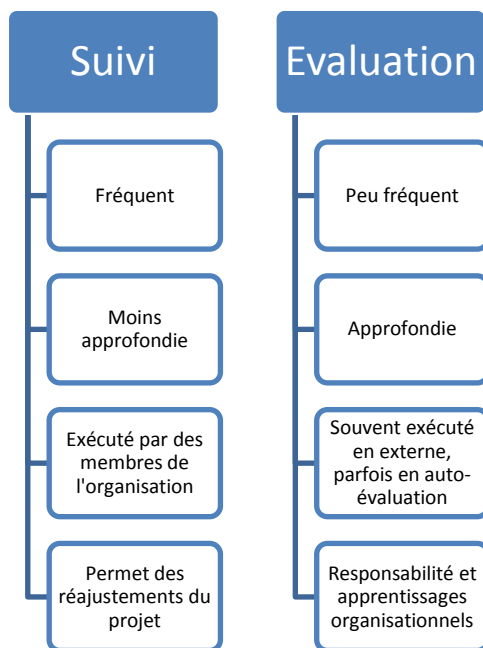 Suivi
Fréquent
Moins
approfondie
Exécuté par des
membres de
l'organisation
Permet des
réajustements du
projet
Evaluation
Peu fréquent
Approfondie
Souvent exécuté
en externe,
parfois en auto-
évaluation
Responsabilité et
apprentissages
organisationnels